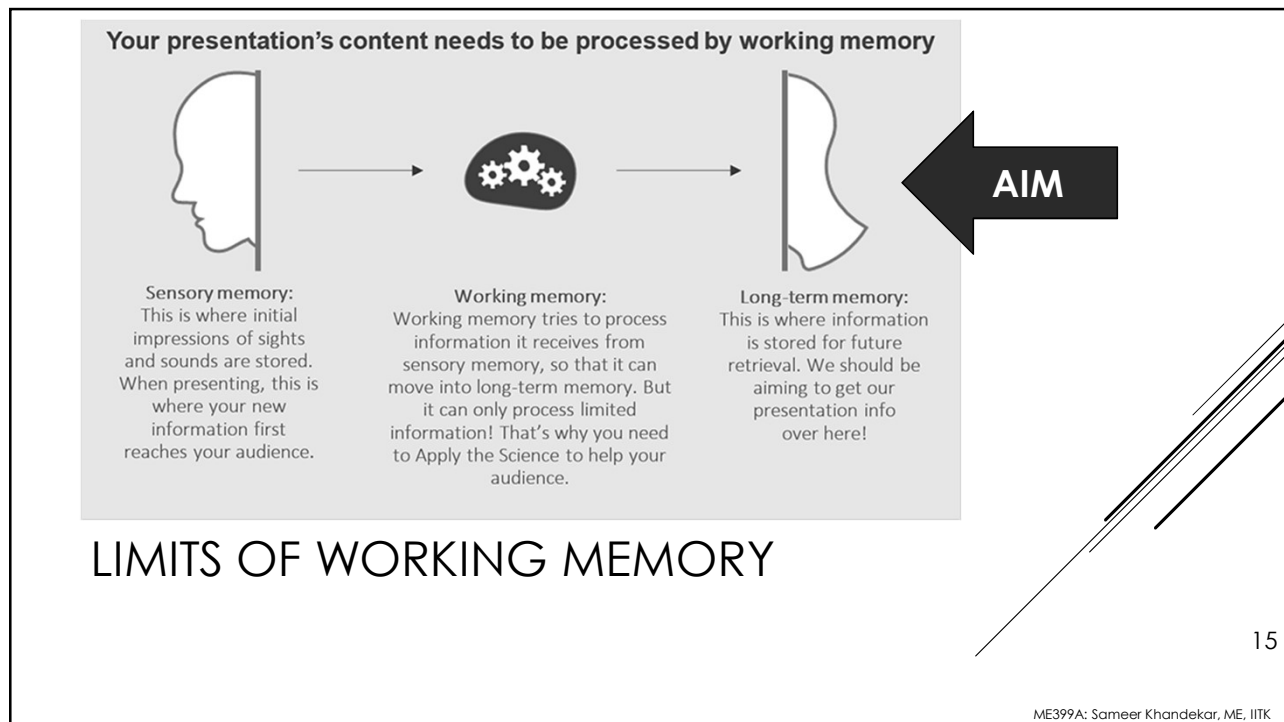 Your presentation's content needs to be processed by working memory
AIM
Sensory memory:
This is where initial
impressions of sights
and sounds are stored.
When presenting, this is
where your new
information first
reaches your audience.
Working memory:
Working memory tries to process
information it receives from
sensory memory, so that it can
move into long-term memory. But
it can only process limited
information! That's why you need
to Apply the Science to help your
audience.
Long-term memory:
This is where information
is stored for future
retrieval. We should be
aiming to get our
presentation info
over here!
LIMITS OF WORKING MEMORY
15
ME399A: Sameer Khandekar, ME, IITK